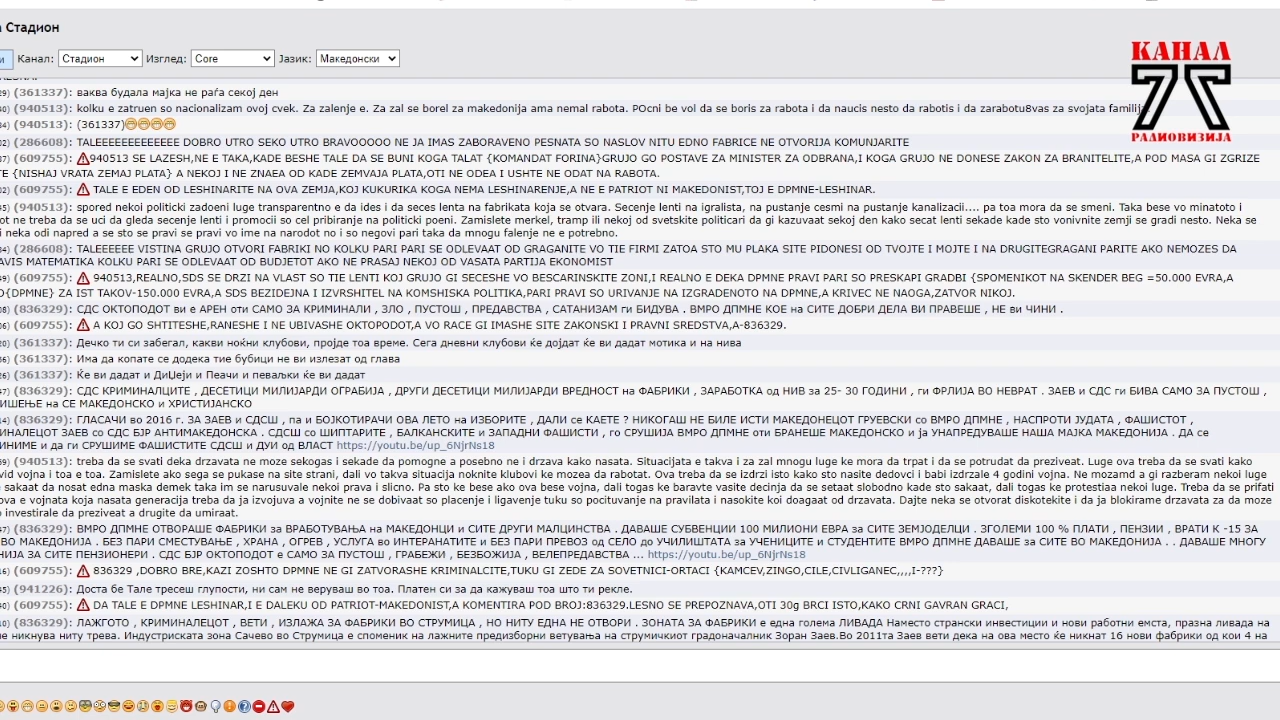 Стадион
Канал: Стадион Изглед: Core Јазик: Македонски
КАНАЛ
77
РАДИОВИЗИЈА
(361337): ваква будала мајка не раѓа секој ден
(940513): kolku e zatruen so nacionalizam ovoj cvek. Za zalenje e. Za zal se borel za makedonija ama nemal rabota. POcni be vol da se boris za rabota i da naucis nesto da rabotis i da zarabotu8vas za svojata familija
(940513): (361337)
(286608): TALEEEEEEEEEEEEE DOBRO UTRO SEKO UTRO BRAVOOOOO NE JA IMAZABORAVENO PESNATA SO NASLOV NITU EDNO FABRICE NE OTVORIJA KOMUNJARITE
(609755): 940513 SE LAZESH,NE E TAKA,KADE BESHE TALE DA SE BUNI KOGA TALAT {KOMANDAT FORINA}GRUJO GO POSTAVE ZA MINISTER ZA ODBRANA,I KOGA GRUJO NE DONESE ZAKON ZA BRANITELITE,A POD MASA GI ZGRIZE
{NISHAJ VRATA ZEMAJ PLATA} A NEKOJ I NE ZNAEA OD KADE ZEMVAJA PLATA,OTI NE ODEA I USHTE NE ODAT NA RABOTA.
(609755): TALE E EDEN OD LESHINARITE NA OVA ZEMJA,KOJ KUKURIKA KOGA NEMA LESHINARENJE,A NE E PATRIOT NI MAKEDONIST,TOJ E DPMNE-LESHINAR.
(940513): spored nekoi politicki zadoeni luge transparentno e da ides i da seces lenta na fabrikata koja se otvara. Secenje lenti na igralista, na pustanje cesmi na pustanje kanalizacii.... pa toa mora da se smeni. Taka bese vo minatoto i
ot ne treba da se uci da gleda secenje lenti i promocii so cel pribiranje na politicki poeni. Zamislete merkel, tramp ili nekoj od svetskite politicari da gi kazuvaat sekoj den kako secat lenti sekade kade sto vonivnite zemji se gradi nesto. Neka se
neka odi napred a se sto se pravi se pravi vo ime na narodot no i so negovi pari taka da mnogu falenje ne e potrebno.
(286608): TALEEEEEE VISTINA GRUJO OTVORI FABRIKI NO KOLKU PARI PARI SE ODLEVAAT OD GRAGANITE VO TIE FIRMI ZATOA STO MU PLAKA SITE PIDONESI OD TVOJTE I MOJTE I NA DRUGITEGRAGANI PARITE AKO NEMOZES DA
AVIS MATEMATIKA KOLKU PARI SE ODLEVAAT OD BUDJETOT AKO NE PRASAJ NEKOJ OD VASATA PARTIJA EKONOMIST
(609755): 940513,REALNO,SDS SE DRZI NA VLAST SO TIE LENTI KOJ GRUJO GI SECESHE VO BESCARINSKITE ZONI,I REALNO E DEKA DPMNE PRAVI PARI SO PRESKAPI GRADBI {SPOMENIKOT NA SKENDER BEG =50.000 EVRA,A
{DPMNE} ZA IST TAKOV-150.000 EVRA,A SDS BEZIDEJNA I IZVRSHITEL NA KOMSHISKA POLITIKA,PARI PRAVI SO URIVANJE NA IZGRADENOTO NA DPMNE,A KRIVEC NE NAOGA,ZATVOR NIKOJ.
(836329): СДС ОКТОПОДОТ ви е АРЕН оти САМО ЗА КРИМИНАЛИ , ЗЛО , ПУСТОШ , ПРЕДАВСТВА , САТАНИЗАМ ги БИДУВА . ВМРО ДПМНЕ КОЕ на СИТЕ ДОБРИ ДЕЛА ВИ ПРАВЕШЕ , НЕ ви ЧИНИ .
(609755): A KOJ GO SHTITESHE,RANESHE I NE UBIVASHE OKTOPODOT,A VO RACE GI IMASHE SITE ZAKONSKI I PRAVNI SREDSTVA,A-836329.
(361337): Дечко ти си забегал, какви ноќни клубови, пројде тоа време. Сега дневни клубови ќе дојдат ќе ви дадат мотика и на нива
(361337): Има да копате се додека тие бубици не ви излезат од глава
(361337): Ќе ви дадат и ДиЏеји и Пеачи и певаљки ќе ви дадат
(836329): СДС КРИМИНАЛЦИТЕ , ДЕСЕТИЦИ МИЛИЈАРДИ ОГРАБИЈА , ДРУГИ ДЕСЕТИЦИ МИЛИЈАРДИ ВРЕДНОСТ на ФАБРИКИ , ЗАРАБОТКА од НИВ за 25- 30 ГОДИНИ , ги ФРЛИЈА ВО НЕВРАТ . ЗАЕВ и СДС ги БИВА САМО ЗА ПУСТОШ ,
ИШЕЊЕ на СЕ МАКЕДОНСКО и ХРИСТИЈАНСКО
(836329): ГЛАСАЧИ во 2016 г. ЗА ЗАЕВ и СДСШ , па и БОЈКОТИРАЧИ ОВА ЛЕТО на ИЗБОРИТЕ , ДАЛИ се КАЕТЕ ? НИКОГАШ НЕ БИЛЕ ИСТИ МАКЕДОНЕЦОТ ГРУЕВСКИ со ВМРО ДПМНЕ , НАСПРОТИ ЈУДАТА , ФАШИСТОТ ,
ИНАЛЕЦОТ ЗАЕВ со СДС БЈР АНТИМАКЕДОНСКА . СДСШ со ШИПТАРИТЕ , БАЛКАНСКИТЕ и ЗАПАДНИ ФАШИСТИ , го СРУШИЈА ВМРО ДПМНЕ оти БРАНЕШЕ МАКЕДОНСКО и ја УНАПРЕДУВАШЕ НАША МАЈКА МАКЕДОНИЈА . ДА се
ИНИМЕ и да ги СРУШИМЕ ФАШИСТИТЕ СДСШ и ДУИ од ВЛАСТ https://youtu.be/up_6NjrNs18
(940513): treba da se svati deka drzavata ne moze sekogas i sekade da pomogne a posebno ne i drzava kako nasata. Situacijata e takva i za zal mnogu luge ke mora da trpat i da se potrudat da preziveat. Luge ova treba da se svati kako
vid vojna i toa e toa. Zamislete ako sega se pukase na site strani, dali vo takva situacija noknite klubovi ke mozea da rabotat. Ova treba da se izdrzi isto kako sto nasite dedovci i babi izdrzale 4 godini vojna. Ne mozamd a gi razberam nekoi luge
sakaat da nosat edna maska demek taka im se narusuvale nekoi prava i slicno. Pa sto ke bese ako ova bese vojna, dali togas ke baravte vasite decinja da se setaat slobodno kade sto sakaat, dali togas ke protestiaa nekoi luge. Treba da se prifati
ova e vojnata koja nasata generacija treba da ja izvojuva a vojnite ne se dobivaat so placenje i ligavenje tuku so pocituvanje na pravilata i nasokite koi doagaat od drzavata. Dajte neka se otvorat diskotekite i da ja blokirame drzavata za da moze
investirale da preziveat a drugite da umiraat.
(836329): ВМРО ДПМНЕ ОТВОРАШЕ ФАБРИКИ за ВРАБОТУВАЊА на МАКЕДОНЦИ и СИТЕ ДРУГИ МАЛЦИНСТВА . ДАВАШЕ СУБВЕНЦИИ 100 МИЛИОНИ ЕВРА за СИТЕ ЗЕМЈОДЕЛЦИ . ЗГОЛЕМИ 100 % ПЛАТИ , ПЕНЗИИ , ВРАТИ К -15 ЗА
ВО МАКЕДОНИЈА . БЕЗ ПАРИ СМЕСТУВАЊЕ , ХРАНА , ОГРЕВ , УСЛУГА во ИНТЕРАНАТИТЕ и БЕЗ ПАРИ ПРЕВОЗ од СЕЛО до УЧИЛИШТАТА за УЧЕНИЦИТЕ и СТУДЕНТИТЕ ВМРО ДПМНЕ ДАВАШЕ за СИТЕ ВО МАКЕДОНИЈА . . ДАВАШЕ МНОГУ
НИЈА ЗА СИТЕ ПЕНЗИОНЕРИ . СДС БЈР ОКТОПОДОТ е САМО ЗА ПУСТОШ , ГРАБЕЖИ , БЕЗБОЖИЈА , ВЕЛЕПРЕДАВСТВА ... https://youtu.be/up_6NjrNs18
(609755): 836329 ,DOBRO BRE,KAZI ZOSHTO DPMNE NE GI ZATVORASHE KRIMINALCITE,TUKU GI ZEDE ZA SOVETNICI-ORTACI {KAMCEV,ZINGO,CILE,CIVLIGANEC,,,,I-???}
(941226): Доста бе Тале тресеш глупости, ни сам не веруваш во тоа. Платен си за да кажуваш тоа што ти рекле.
(609755): DA TALE E DPMNE LESHINAR,I E DALEKU OD PATRIOT-MAKEDONIST,A KOMENTIRA POD BROJ:836329.LESNO SE PREPOZNAVA,OTI 30g BRCI ISTO,KAKO CRNI GAVRAN GRACI,
(836329): ЛАЖГОТО , КРИМИНАЛЕЦОТ , ВЕТИ , ИЗЛАЖА ЗА ФАБРИКИ ВО СТРУМИЦА , НО НИТУ ЕДНА НЕ ОТВОРИ . ЗОНАТА ЗА ФАБРИКИ е една голема ЛИВАДА Наместо странски инвестиции и нови работни емста, празна ливада на
е никнува ниту трева. Индустриската зона Сачево во Струмица е споменик на лажните предизборни ветувања на струмичкиот градоначалник Зоран Заев.Во 2011та Заев вети дека на ова место ќе никнат 16 нови фабрики од кои 4 на